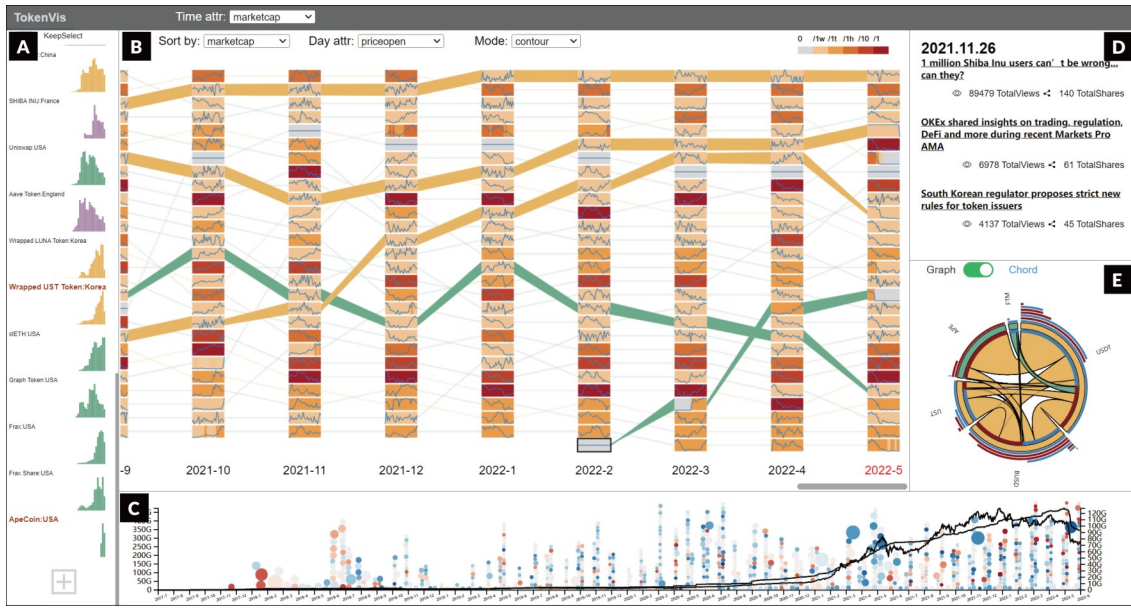 TokenVis
Time attr: marketcap
A
KeepSelect
China
SHIBA INU:France
Uniswap:USA
Aave Token:England
Wrapped LUNA Token:Korea
Wrapped UST Token:Korea
stETH:USA
Graph Token:USA
Frax:USA
Frax Share:USA
ApeCoin:USA
B
Sort by: marketcap
Day attr: priceopen
Mode: contour
0 /1w /1t /1h /10 /1
-9 2021-10 2021-11 2021-12 2022-1 2022-2 2022-3 2022-4 2022-5
C
350G
300G
250G
200G
150G
100G
50G
0
120G
110G
100G
90G
80G
70G
60G
50G
40G
30G
20G
10G
0
D
2021.11.26
1 million Shiba Inu users can't be wrong...
can they?
89479 TotalViews 140 TotalShares
OKEx shared insights on trading, regulation,
DeFi and more during recent Markets Pro
AMA
6978 TotalViews 61 TotalShares
South Korean regulator proposes strict new
rules for token issuers
4137 TotalViews 45 TotalShares
E
Graph Chord
APE
USDT
UST
BUSD